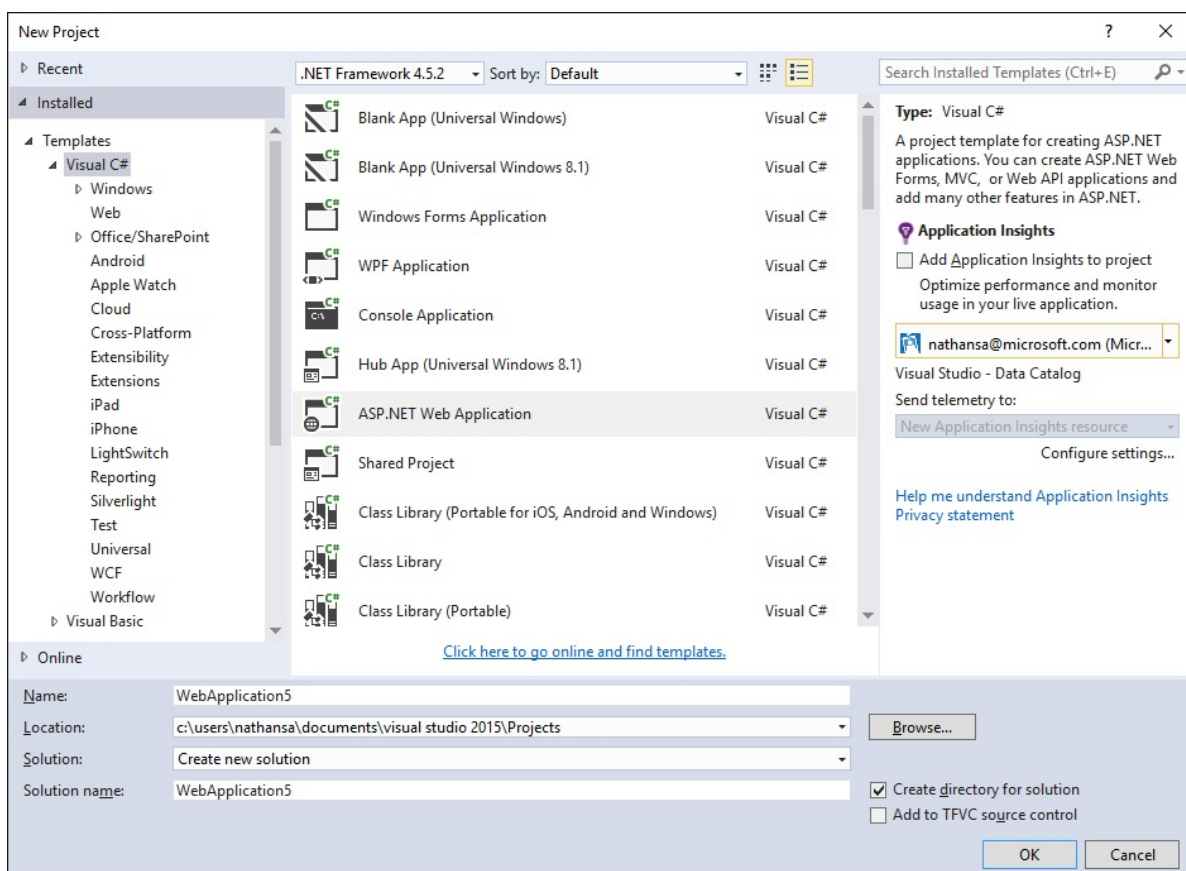 New Project
?
Recent
Installed
Templates
Visual C#
Windows
Web
Office/SharePoint
Android
Apple Watch
Cloud
Cross-Platform
Extensibility
Extensions
iPad
iPhone
LightSwitch
Reporting
Silverlight
Test
Universal
WCF
Workflow
Visual Basic
Online
.NET Framework 4.5.2
Sort by: Default
Blank App (Universal Windows) Visual C#
Blank App (Universal Windows 8.1) Visual C#
Windows Forms Application Visual C#
WPF Application Visual C#
Console Application Visual C#
Hub App (Universal Windows 8.1) Visual C#
ASP.NET Web Application Visual C#
Shared Project Visual C#
Class Library (Portable for iOS, Android and Windows) Visual C#
Class Library Visual C#
Class Library (Portable) Visual C#
Click here to go online and find templates.
Search Installed Templates (Ctrl+E)
Type: Visual C#
A project template for creating ASP.NET
applications. You can create ASP.NET Web
Forms, MVC, or Web API applications and
add many other features in ASP.NET.
Application Insights
Add Application Insights to project
Optimize performance and monitor
usage in your live application.
nathansa@microsoft.com (Micr...
Visual Studio - Data Catalog
Send telemetry to:
New Application Insights resource
Configure settings...
Help me understand Application Insights
Privacy statement
Name: WebApplication5
Location: c:\users\nathansa\documents\visual studio 2015\Projects
Browse...
Solution: Create new solution
Solution name: WebApplication5
Create directory for solution
Add to TFVC source control
OK
Cancel